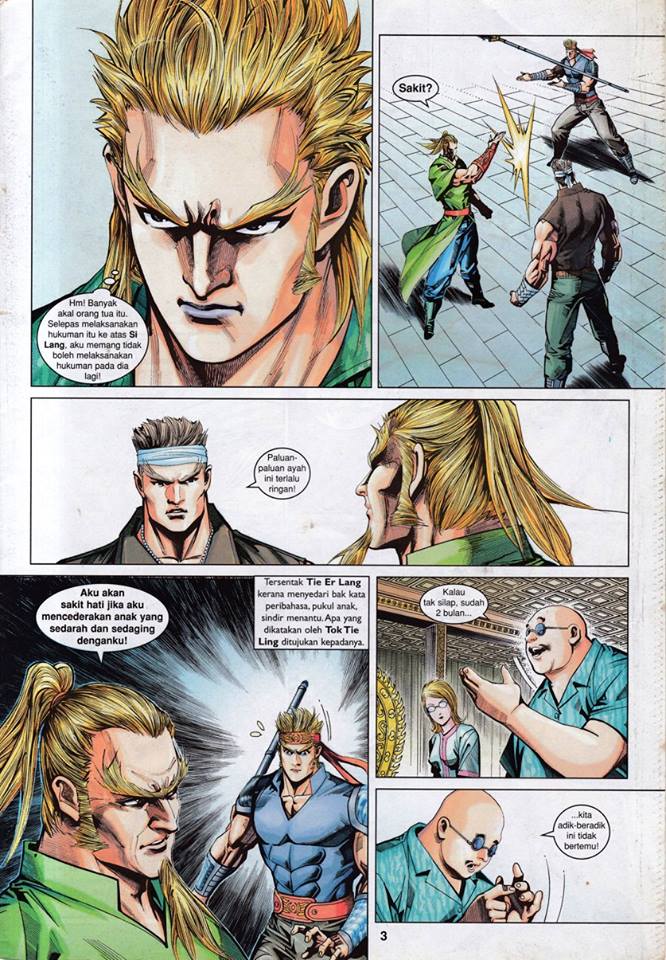 Hm! Banyak
akal orang tua itu.
Selepas melaksanakan
hukuman itu ke atas Si
Lang, aku memang tidak
boleh melaksanakan
hukuman pada dia
lagi!
Sakit?
Paluan-
paluan ayah
ini terlalu
ringan!
Aku akan
sakit hati jika aku
mencederakan anak yang
sedarah dan sedaging
denganku!
Tersentak Tie Er Lang
kerana menyedari bak kata
peribahasa, pukul anak,
sindir menantu. Apa yang
dikatakan oleh Tok Tie
Ling ditujukan kepadanya.
Kalau
tak silap, sudah
2 bulan...
...kita
adik-beradik
ini tidak
bertemu!
3